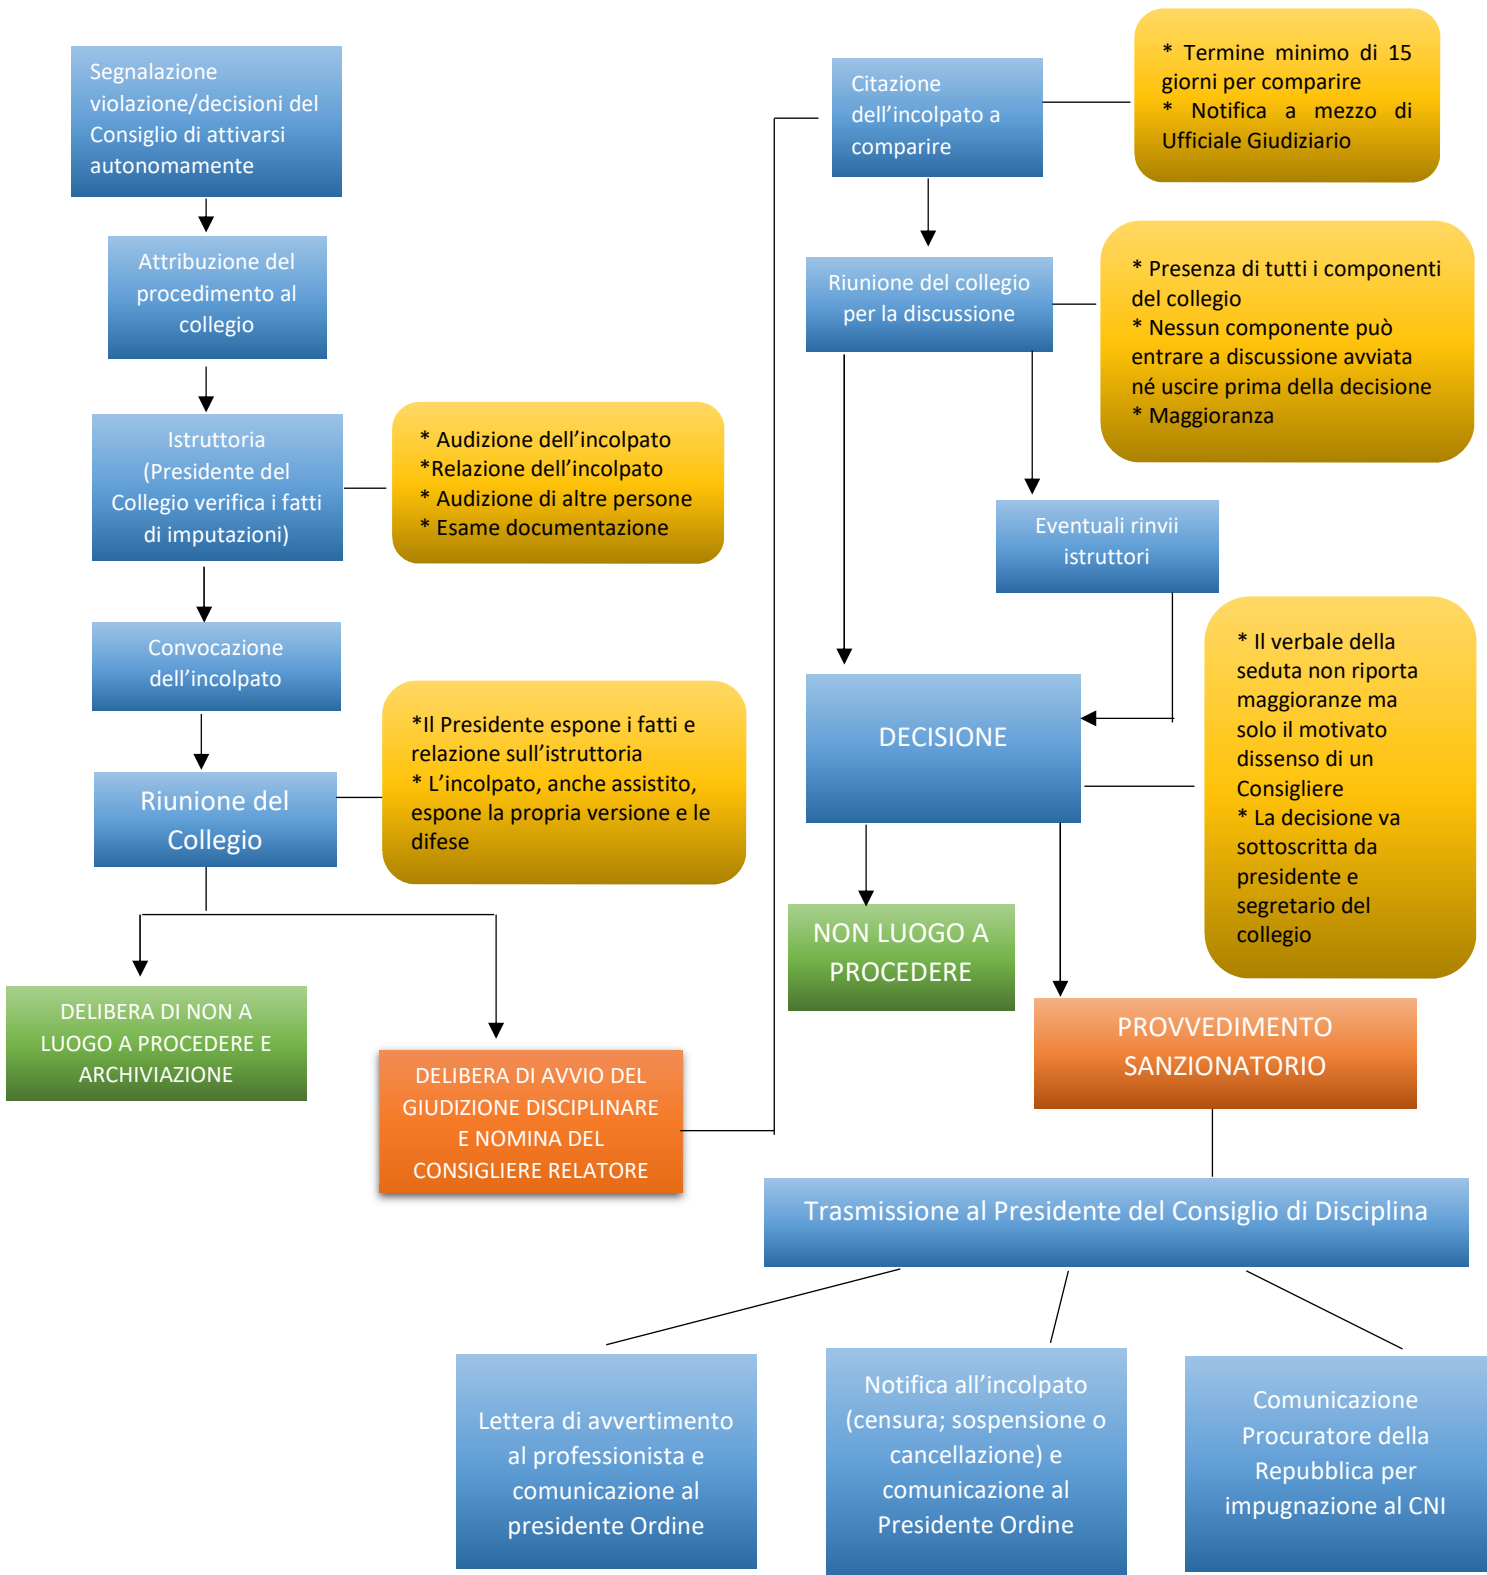 Segnalazione
violazione/decisioni del
Consiglio di attivarsi
autonomamente
Attribuzione del
procedimento al
collegio
Istruttoria
(Presidente del
Collegio verifica i fatti
di imputazioni)
* Audizione dell’incolpato
*Relazione dell’incolpato
* Audizione di altre persone
* Esame documentazione
Convocazione
dell’incolpato
Riunione del
Collegio
*Il Presidente espone i fatti e
relazione sull’istruttoria
* L’incolpato, anche assistito,
espone la propria versione e le
difese
DELIBERA DI NON A
LUOGO A PROCEDERE E
ARCHIVIAZIONE
DELIBERA DI AVVIO DEL
GIUDIZIONE DISCIPLINARE
E NOMINA DEL
CONSIGLIERE RELATORE
Citazione
dell’incolpato a
comparire
* Termine minimo di 15
giorni per comparire
* Notifica a mezzo di
Ufficiale Giudiziario
Riunione del collegio
per la discussione
* Presenza di tutti i componenti
del collegio
* Nessun componente può
entrare a discussione avviata
né uscire prima della decisione
* Maggioranza
Eventuali rinvii
istruttori
DECISIONE
* Il verbale della
seduta non riporta
maggioranze ma
solo il motivato
dissenso di un
Consigliere
* La decisione va
sottoscritta da
presidente e
segretario del
collegio
NON LUOGO A
PROCEDERE
PROVVEDIMENTO
SANZIONATORIO
Trasmissione al Presidente del Consiglio di Disciplina
Lettera di avvertimento
al professionista e
comunicazione al
presidente Ordine
Notifica all’incolpato
(censura; sospensione o
cancellazione) e
comunicazione al
Presidente Ordine
Comunicazione
Procuratore della
Repubblica per
impugnazione al CNI